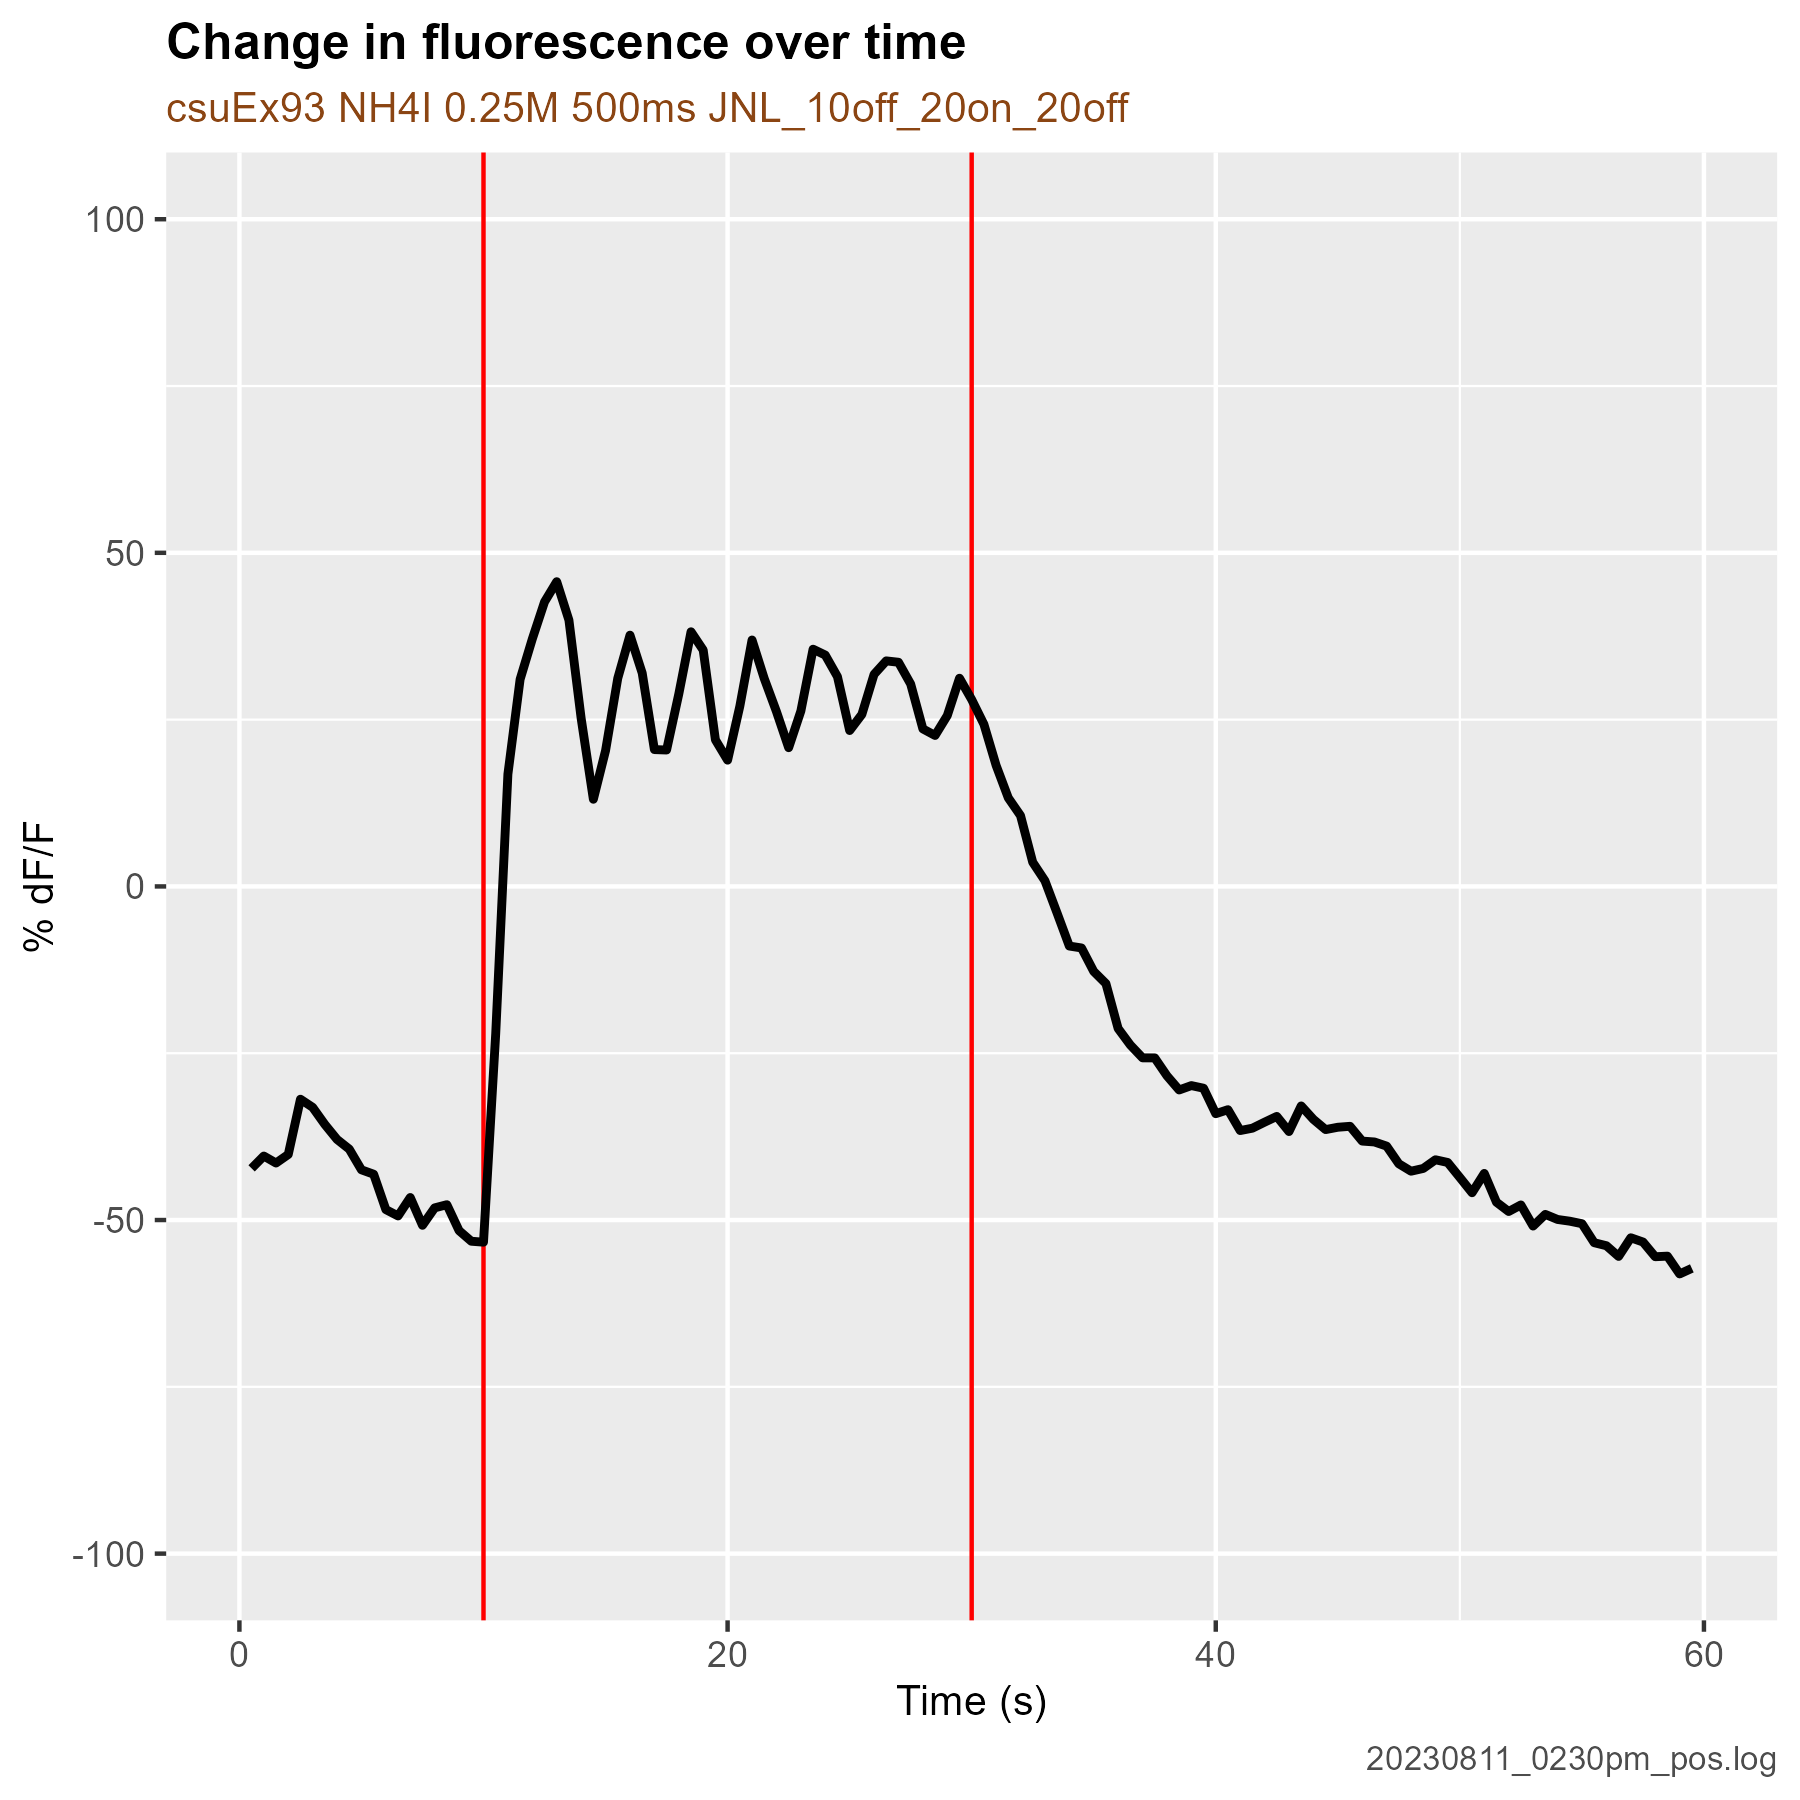 Change in fluorescence over time
csuEx93 NH4I 0.25M 500ms JNL_10off_20on_20off
100
50
0
-50
-100
% dF/F
0 20 40 60
Time (s)
20230811_0230pm_pos.log